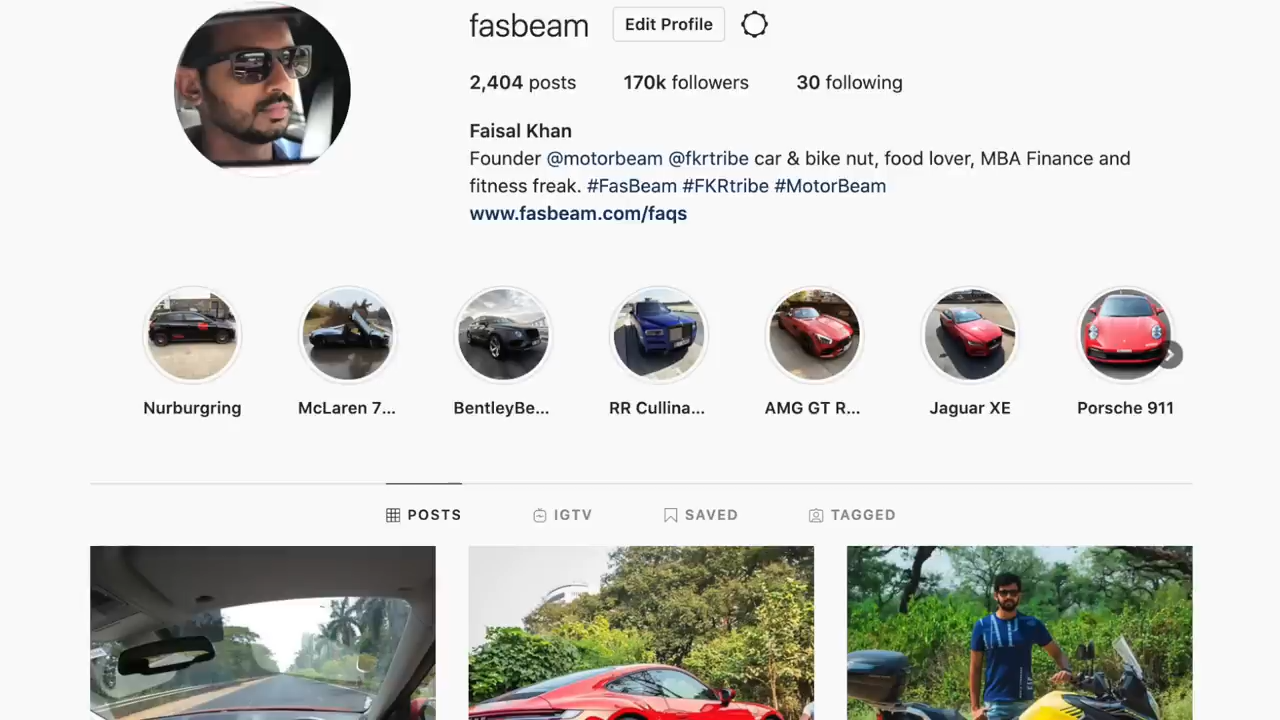 fasbeam Edit Profile
2,404 posts 170k followers 30 following
Faisal Khan
Founder @motorbeam @fkrtribe car & bike nut, food lover, MBA Finance and
fitness freak. #FasBeam #FKRtribe #MotorBeam
www.fasbeam.com/faqs
Nurburgring McLaren 7... BentleyBe... RR Cullina... AMG GT R... Jaguar XE Porsche 911
POSTS IGTV SAVED TAGGED